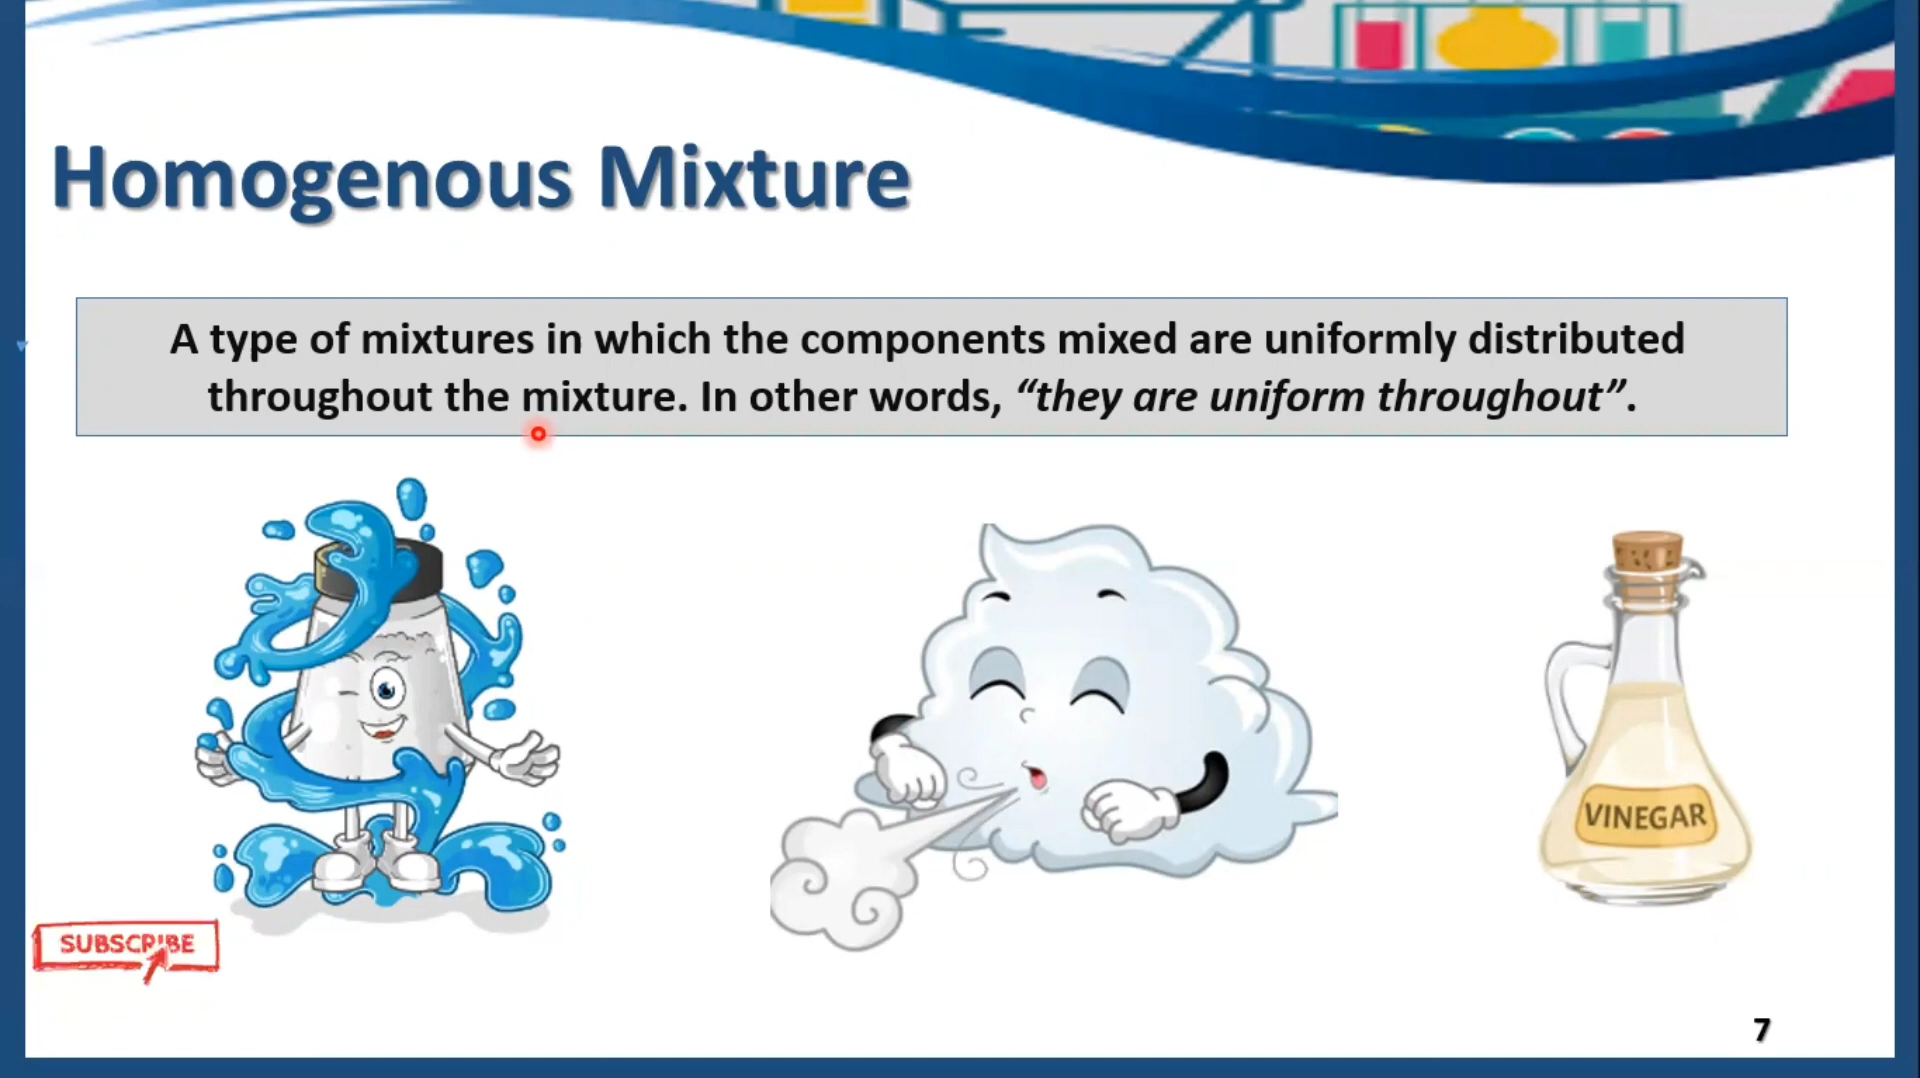 Homogenous Mixture
A type of mixtures in which the components mixed are uniformly distributed
throughout the mixture. In other words, “they are uniform throughout”.
VINEGAR
SUBSCRIBE
7